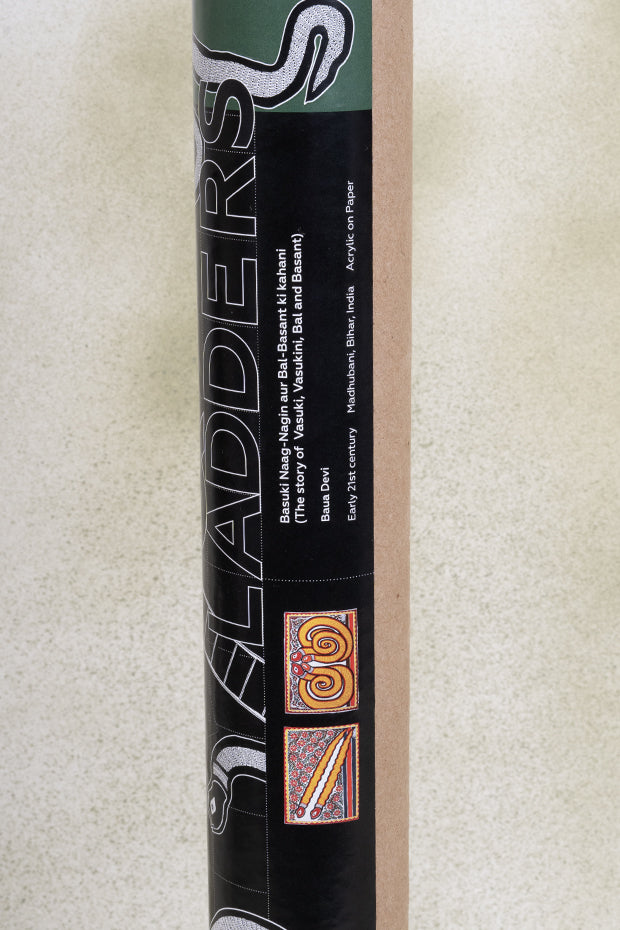 LADDERS
Basuki Naag-Nagin aur Bal-Basant ki kahani
(The story of Vasuki, Vasukini, Bal and Basant)
Baua Devi
Early 21st century Madhubani, Bihar, India Acrylic on Paper